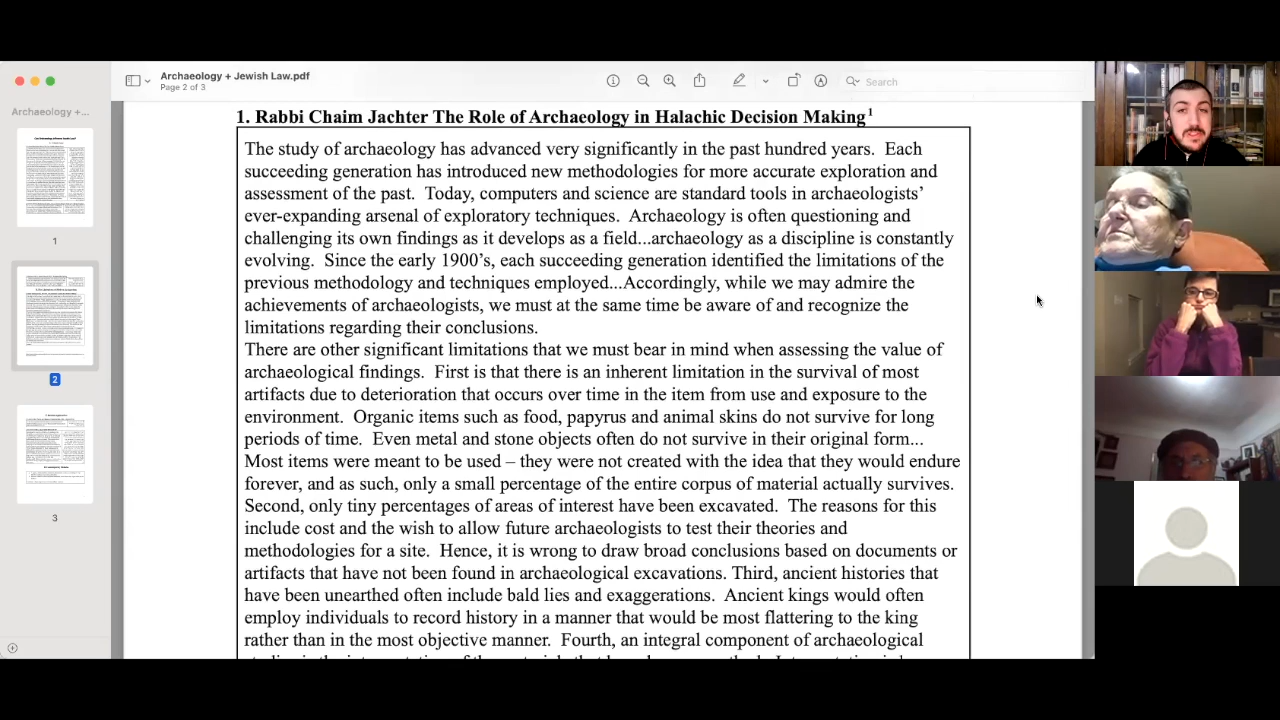 Archaeology + Jewish Law.pdf
Page 2 of 3
Search
Archaeology +...
1
2
3
1. Rabbi Chaim Jachter The Role of Archaeology in Halachic Decision Making1
The study of archaeology has advanced very significantly in the past hundred years. Each
succeeding generation has introduced new methodologies for more accurate exploration and
assessment of the past. Today, computers and science are standard tools in archaeologists’
ever-expanding arsenal of exploratory techniques. Archaeology is often questioning and
challenging its own findings as it develops as a field...archaeology as a discipline is constantly
evolving. Since the early 1900’s, each succeeding generation identified the limitations of the
previous methodology and techniques employed...Accordingly, while we may admire the
achievements of archaeologists, we must at the same time be aware of and recognize the
limitations regarding their conclusions.
There are other significant limitations that we must bear in mind when assessing the value of
archaeological findings. First is that there is an inherent limitation in the survival of most
artifacts due to deterioration that occurs over time in the item from use and exposure to the
environment. Organic items such as food, papyrus and animal skins do not survive for long
periods of time. Even metal and stone objects often do not survive in their original form...
Most items were meant to be used – they were not created with the idea that they would endure
forever, and as such, only a small percentage of the entire corpus of material actually survives.
Second, only tiny percentages of areas of interest have been excavated. The reasons for this
include cost and the wish to allow future archaeologists to test their theories and
methodologies for a site. Hence, it is wrong to draw broad conclusions based on documents or
artifacts that have not been found in archaeological excavations. Third, ancient histories that
have been unearthed often include bald lies and exaggerations. Ancient kings would often
employ individuals to record history in a manner that would be most flattering to the king
rather than in the most objective manner. Fourth, an integral component of archaeological